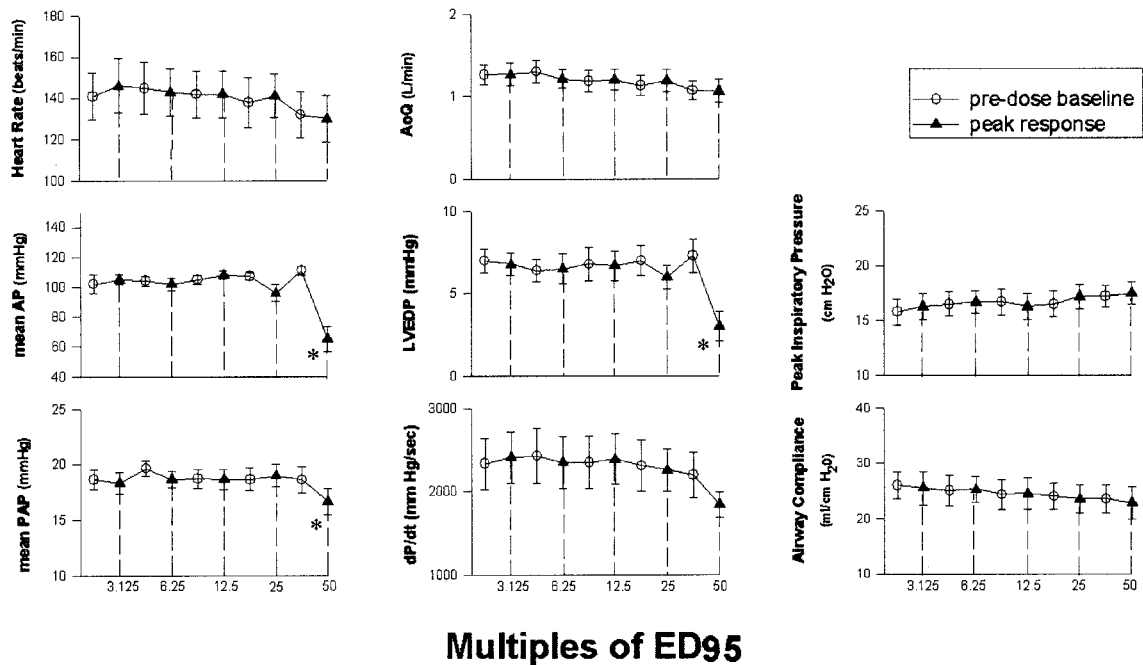 Heart Rate (beats/min)
180
160
140
120
100
AoQ (L/min)
2
1
0
pre-dose baseline
peak response
mean AP (mmHg)
140
120
100
80
60
40
*
LVEDP (mmHg)
10
5
0
*
Peak Inspiratory Pressure
(cm H2O)
25
20
15
10
mean PAP (mmHg)
25
20
15
10
*
3.125 6.25 12.5 25 50
dP/dt (mm Hg/sec)
3000
2000
1000
3.125 6.25 12.5 25 50
Airway Compliance
(ml/cm H20)
40
30
20
10
3.125 6.25 12.5 25 50
Multiples of ED95